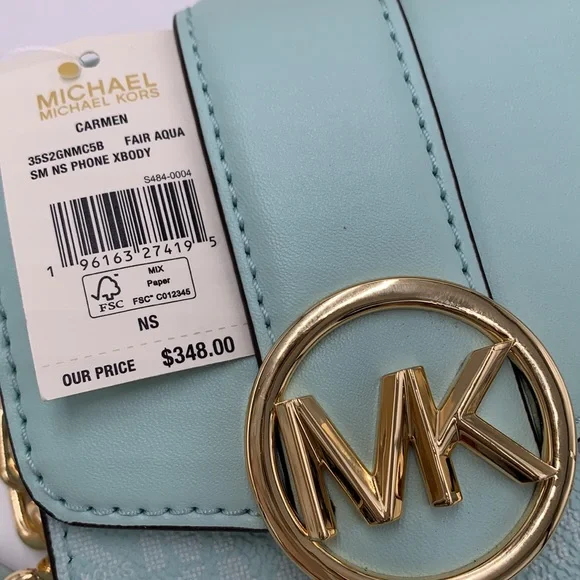 MICHAEL
MICHAEL KORS
CARMEN
35S2GNMC5B FAIR AQUA
SM NS PHONE XBODY
S484-0004
1 96163 27419 5
FSC
MIX
Paper
FSC® C012345
NS
OUR PRICE $348.00
MK